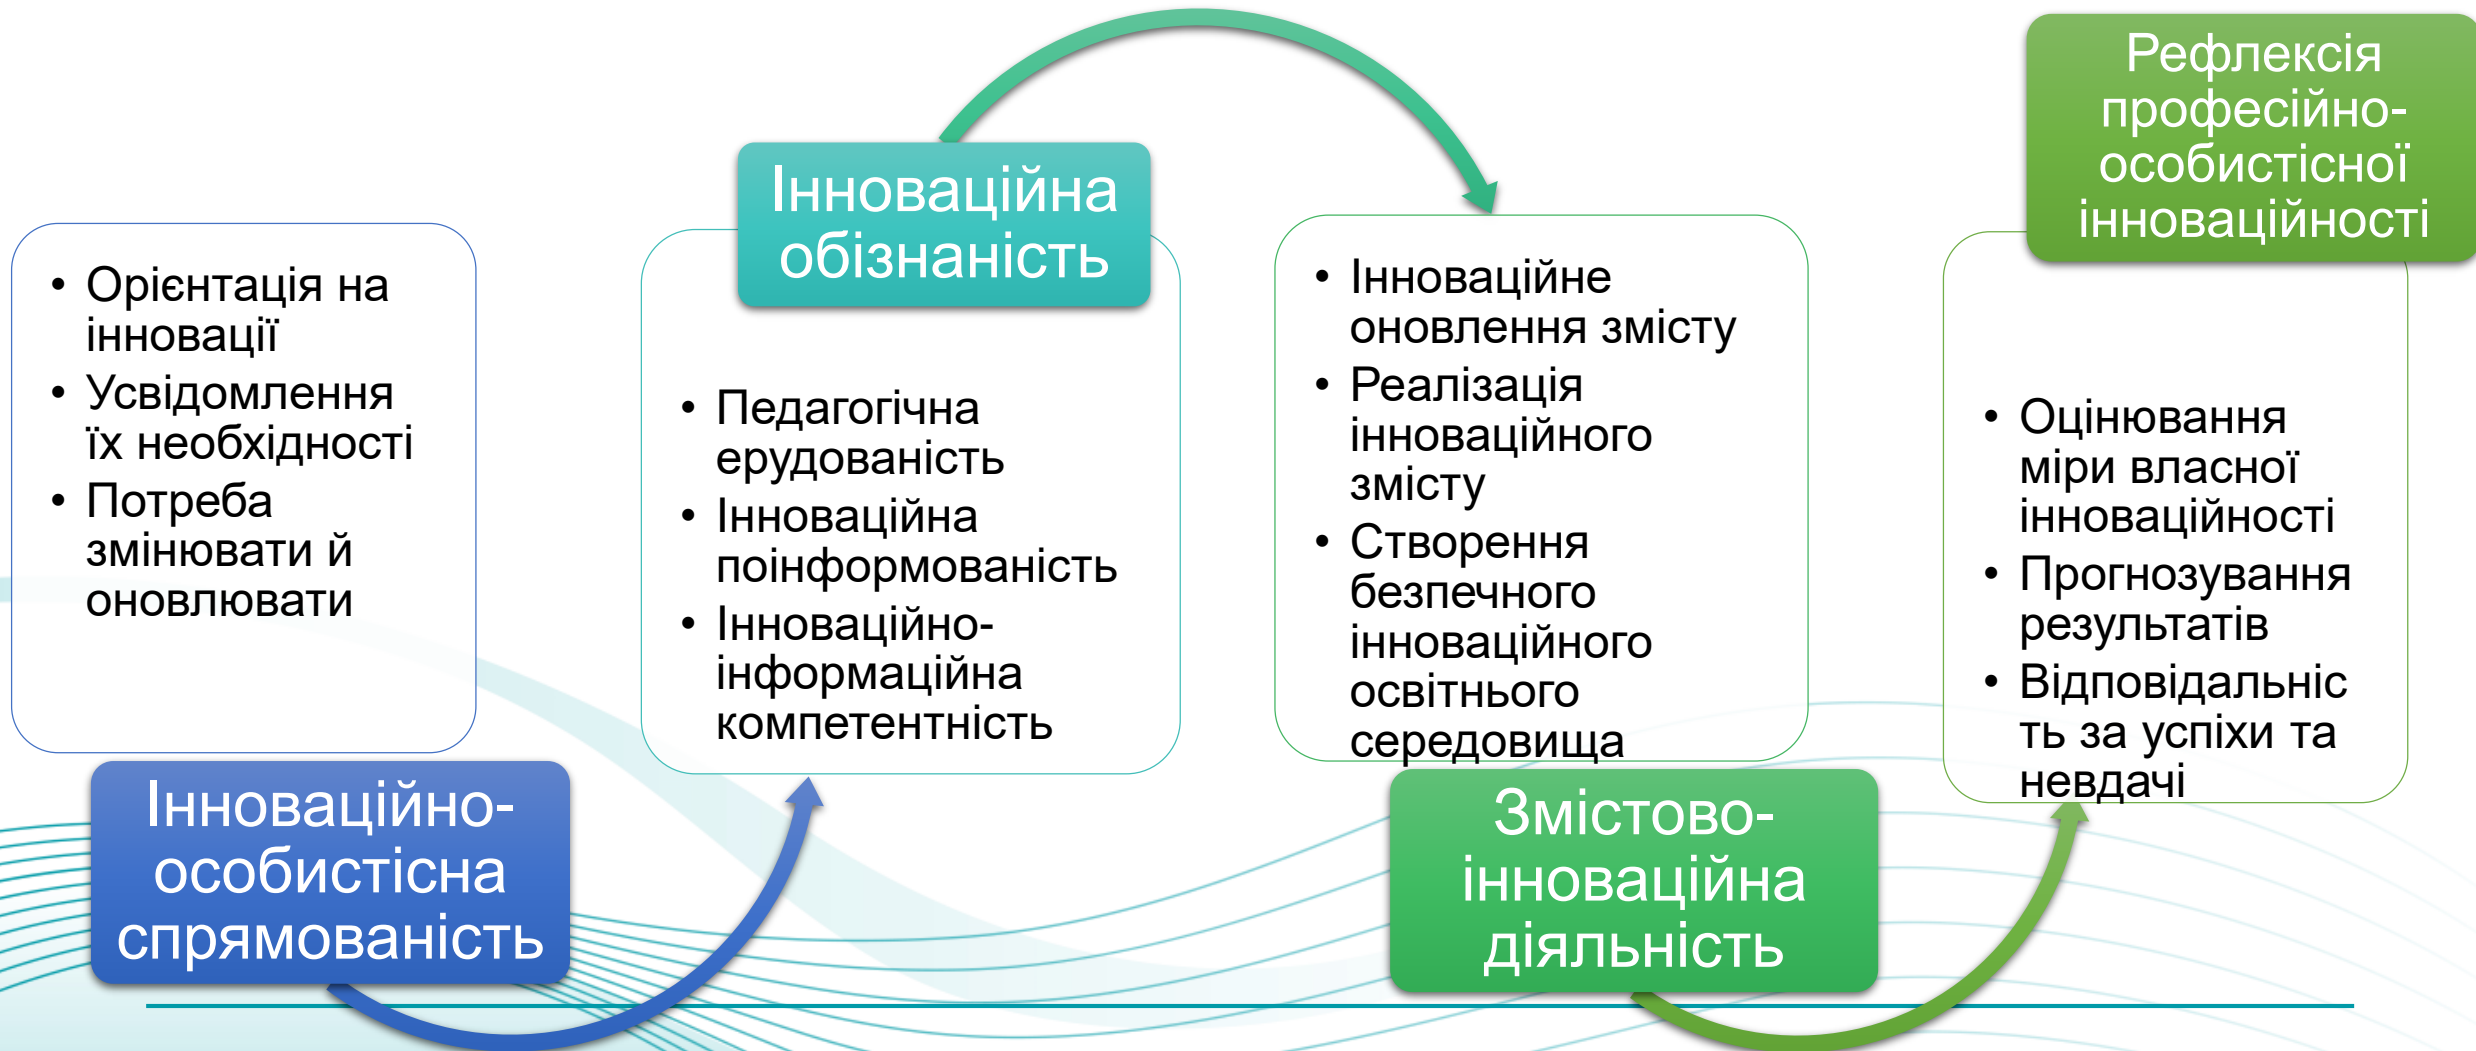 • Орієнтація на
інновації
• Усвідомлення
їх необхідності
• Потреба
змінювати й
оновлювати
Інноваційно-
особистісна
спрямованість
Інноваційна
обізнаність
• Педагогічна
ерудованість
• Інноваційна
поінформованість
• Інноваційно-
інформаційна
компетентність
• Інноваційне
оновлення змісту
• Реалізація
інноваційного
змісту
• Створення
безпечного
інноваційного
освітнього
середовища
Змістово-
інноваційна
діяльність
Рефлексія
професійно-
особистісної
інноваційності
• Оцінювання
міри власної
інноваційності
• Прогнозування
результатів
• Відповідальніс
ть за успіхи та
невдачі